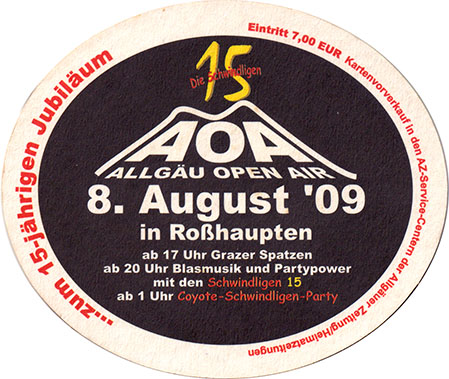 ...zum 15-jährigen Jubiläum
Eintritt 7,00 EUR Kartenvorverkauf in den AZ-Service-Centern der Allgäuer Zeitung/Heimatzeitungen
15
Die Schwindligen
AOA
ALLGÄU OPEN AIR
8. August '09
in Roßhaupten
ab 17 Uhr Grazer Spatzen
ab 20 Uhr Blasmusik und Partypower
mit den Schwindligen 15
ab 1 Uhr Coyote-Schwindligen-Party